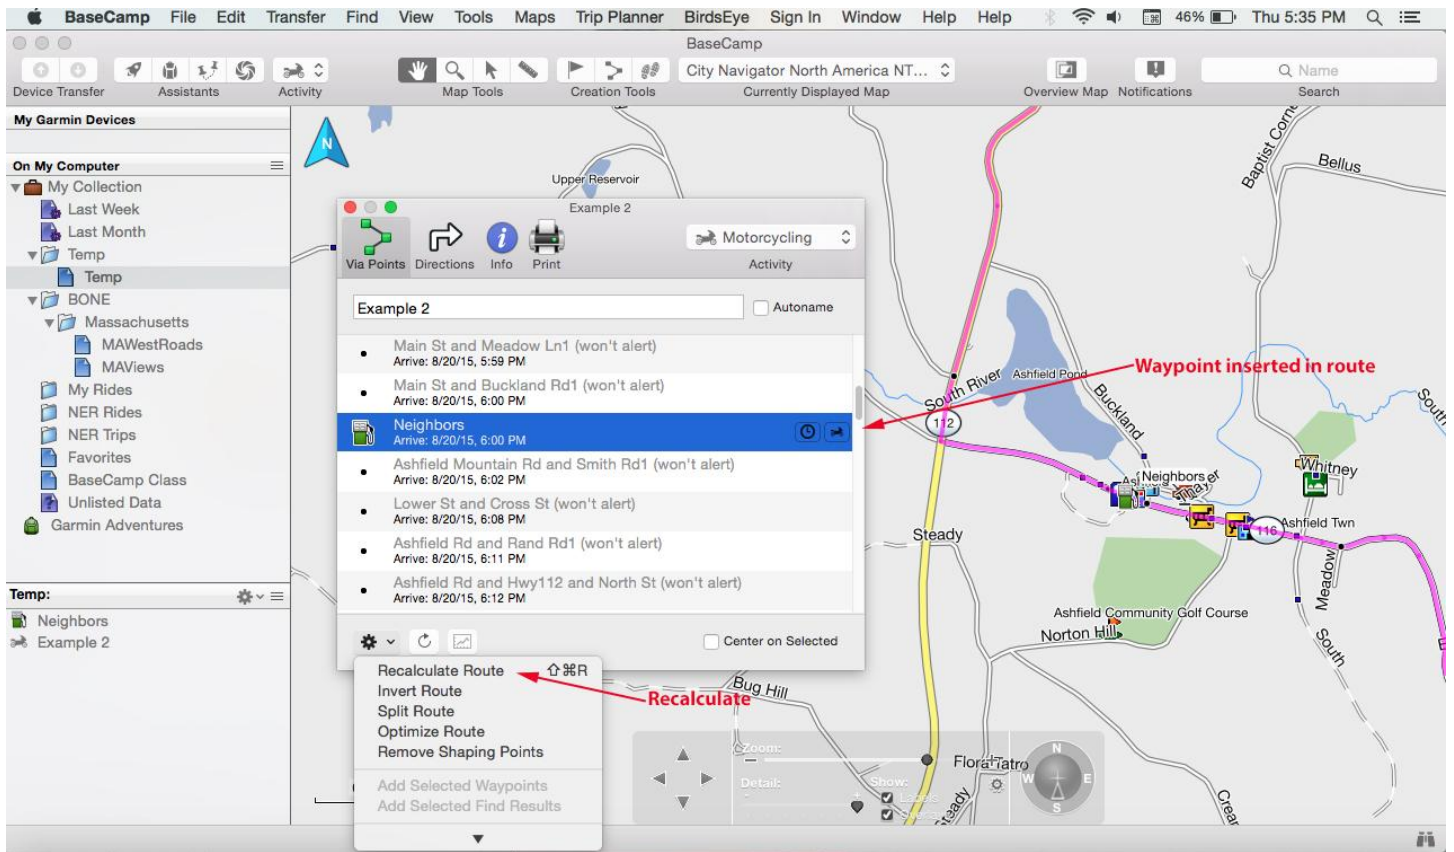 BaseCamp File Edit Transfer Find View Tools Maps Trip Planner BirdsEye Sign In Window Help Help 46% Thu 5:35 PM
BaseCamp
City Navigator North America NT... Name
Device Transfer Assistants Activity Map Tools Creation Tools Currently Displayed Map Overview Map Notifications Search
My Garmin Devices
On My Computer
My Collection
Last Week
Last Month
Temp
Temp
BONE
Massachusetts
MAWestRoads
MAViews
My Rides
NER Rides
NER Trips
Favorites
BaseCamp Class
Unlisted Data
Garmin Adventures
Temp:
Neighbors
Example 2
Example 2
Motorcycling
Via Points Directions Info Print Activity
Example 2 Autoname
Main St and Meadow Ln1 (won't alert)
Arrive: 8/20/15, 5:59 PM
Main St and Buckland Rd1 (won't alert)
Arrive: 8/20/15, 6:00 PM
Neighbors
Arrive: 8/20/15, 6:00 PM
Ashfield Mountain Rd and Smith Rd1 (won't alert)
Arrive: 8/20/15, 6:02 PM
Lower St and Cross St (won't alert)
Arrive: 8/20/15, 6:08 PM
Ashfield Rd and Rand Rd1 (won't alert)
Arrive: 8/20/15, 6:11 PM
Ashfield Rd and Hwy112 and North St (won't alert)
Arrive: 8/20/15, 6:12 PM
Center on Selected
Recalculate Route ⇧⌘R
Invert Route
Split Route
Optimize Route
Remove Shaping Points
Add Selected Waypoints
Add Selected Find Results
Waypoint inserted in route
Recalculate
N
Upper Reservoir
Baptist Corne
Bellus
South River
Ashfield Pond
Buckland
112
Neighbors
Thayer
Whitney
South
116
Ashfield Twn
Steady
Meadow
Ashfield Community Golf Course
Norton Hill
South
Bug Hill
Flora Tatro
Steady
Zoom:
Detail:
Show:
N
W
E
S